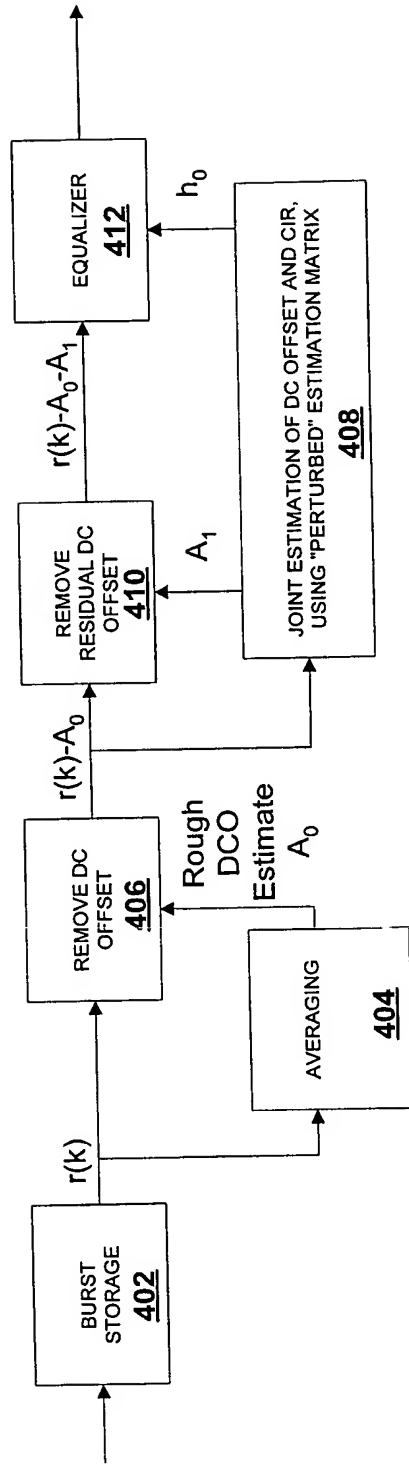 BURST
STORAGE
402
r(k)
AVERAGING
404
Rough
DCO
Estimate
A₀
REMOVE DC
OFFSET
406
r(k)-A₀
REMOVE
RESIDUAL DC
OFFSET
410
A₁
r(k)-A₀-A₁
JOINT ESTIMATION OF DC OFFSET AND CIR,
USING "PERTURBED" ESTIMATION MATRIX
408
h₀
EQUALIZER
412